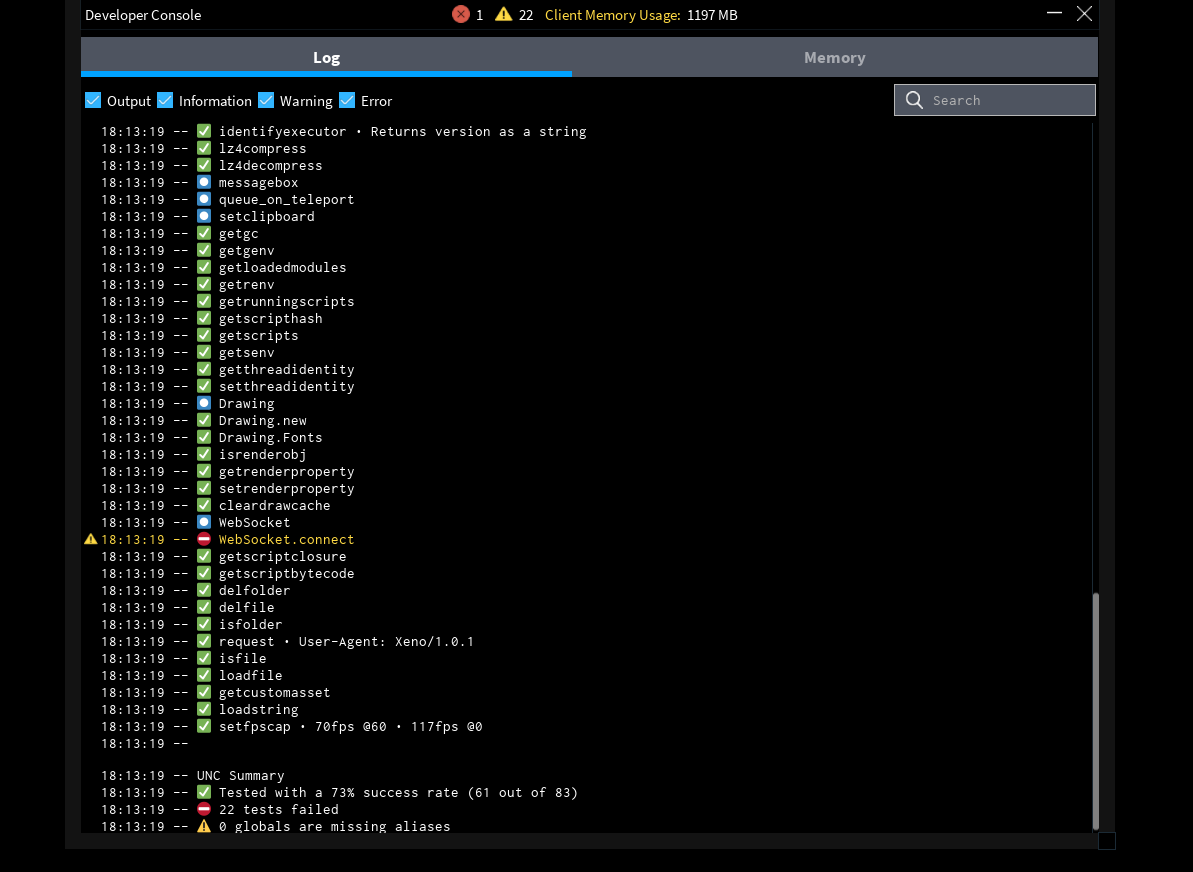 Developer Console
1 22 Client Memory Usage: 1197 MB
Log
Memory
Output Information Warning Error
Search
18:13:19 -- ✅ identifyexecutor • Returns version as a string
18:13:19 -- ✅ lz4compress
18:13:19 -- ✅ lz4decompress
18:13:19 -- ⏺️ messagebox
18:13:19 -- ⏺️ queue_on_teleport
18:13:19 -- ⏺️ setclipboard
18:13:19 -- ✅ getgc
18:13:19 -- ✅ getgenv
18:13:19 -- ✅ getloadedmodules
18:13:19 -- ✅ getrenv
18:13:19 -- ✅ getrunningscripts
18:13:19 -- ✅ getscripthash
18:13:19 -- ✅ getscripts
18:13:19 -- ✅ getsenv
18:13:19 -- ✅ getthreadidentity
18:13:19 -- ✅ setthreadidentity
18:13:19 -- ⏺️ Drawing
18:13:19 -- ✅ Drawing.new
18:13:19 -- ✅ Drawing.Fonts
18:13:19 -- ✅ isrenderobj
18:13:19 -- ✅ getrenderproperty
18:13:19 -- ✅ setrenderproperty
18:13:19 -- ✅ cleardrawcache
18:13:19 -- ⏺️ WebSocket
18:13:19 -- ⛔ WebSocket.connect
18:13:19 -- ✅ getscriptclosure
18:13:19 -- ✅ getscriptbytecode
18:13:19 -- ✅ delfolder
18:13:19 -- ✅ delfile
18:13:19 -- ✅ isfolder
18:13:19 -- ✅ request • User-Agent: Xeno/1.0.1
18:13:19 -- ✅ isfile
18:13:19 -- ✅ loadfile
18:13:19 -- ✅ getcustomasset
18:13:19 -- ✅ loadstring
18:13:19 -- ✅ setfpscap • 70fps @60 • 117fps @0
18:13:19 --
18:13:19 -- UNC Summary
18:13:19 -- ✅ Tested with a 73% success rate (61 out of 83)
18:13:19 -- ⛔ 22 tests failed
18:13:19 -- ⚠️ 0 globals are missing aliases